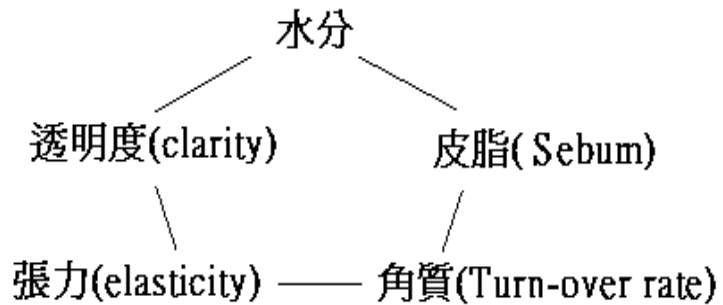 水分
透明度(clarity)
皮脂( Sebum)
張力(elasticity)
角質(Turn-over rate)